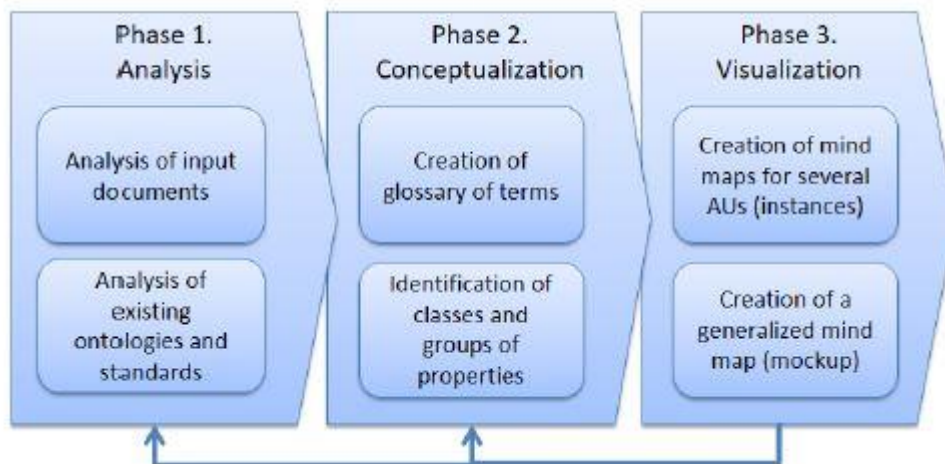 Phase 1.
Analysis
Analysis of input
documents
Analysis of
existing
ontologies and
standards
Phase 2.
Conceptualization
Creation of
glossary of terms
Identification of
classes and
groups of
properties
Phase 3.
Visualization
Creation of mind
maps for several
AUs (instances)
Creation of a
generalized mind
map (mockup)